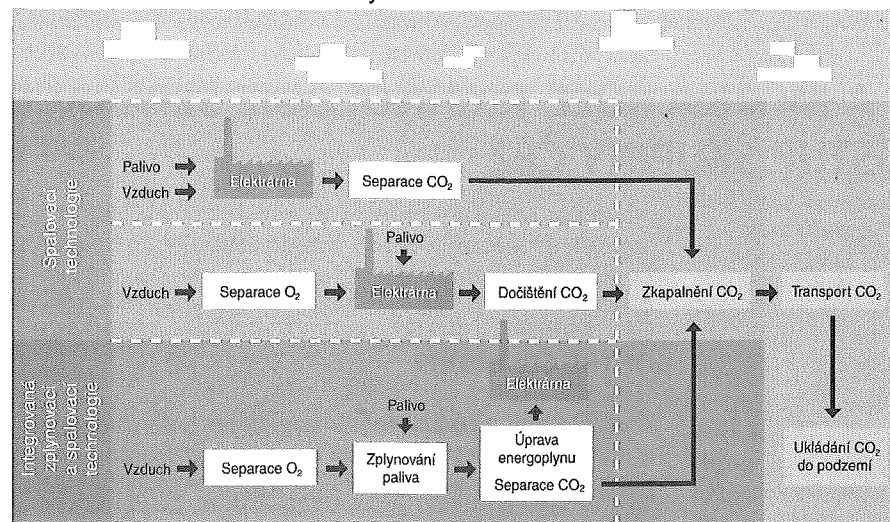 Spalovací
technologie
Palivo
Vzduch
Elektrárna
Separace CO₂
Palivo
Vzduch
Separace O₂
Elektrárna
Dočištění CO₂
Zkapalnění CO₂
Transport CO₂
Integrovaná
zplynovací
a spalovací
technologie
Elektrárna
Palivo
Vzduch
Separace O₂
Zplynování
paliva
Úprava
energoplynu
Separace CO₂
Ukládání CO₂
do podzemí